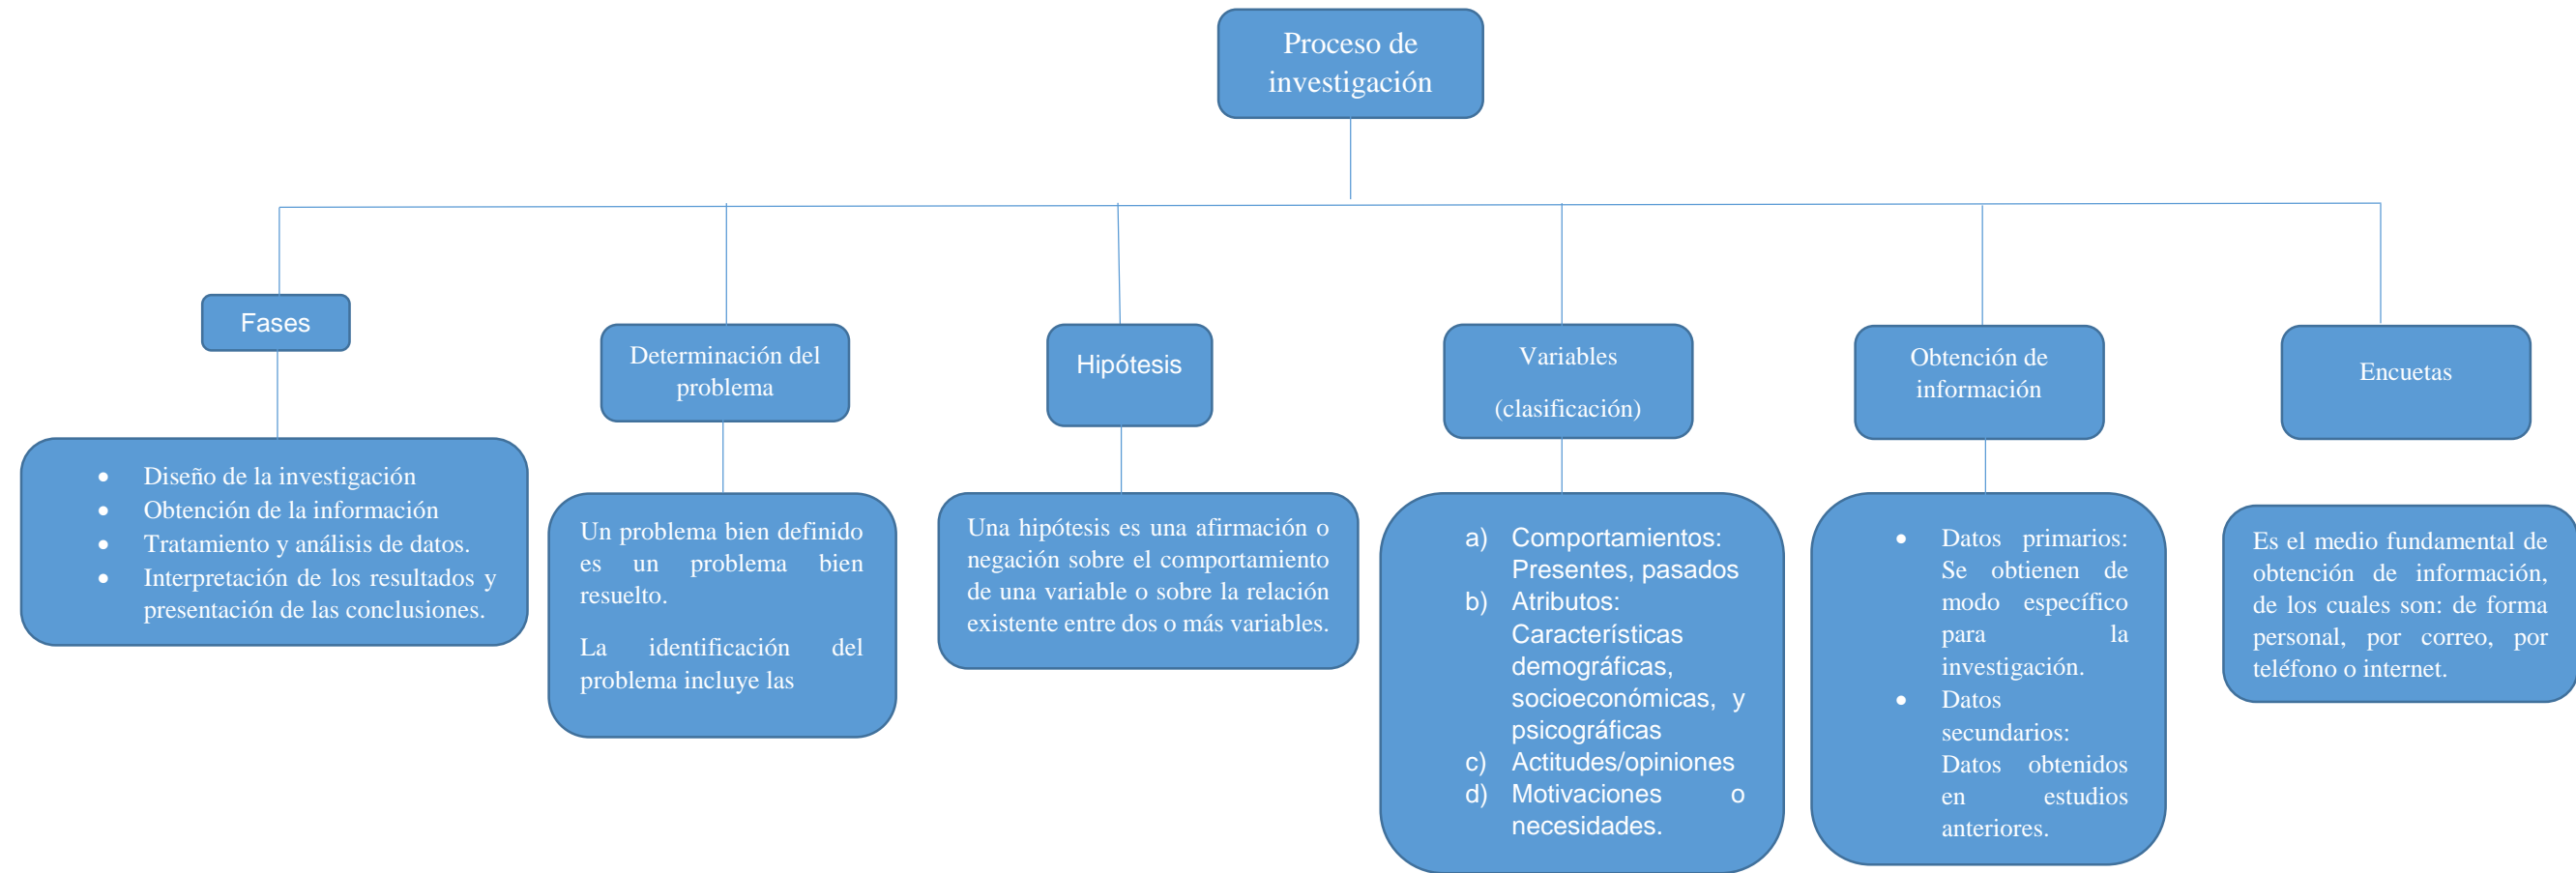 Proceso de
investigación
Fases
Diseño de la investigación
Obtención de la información
Tratamiento y análisis de datos.
Interpretación de los resultados y
presentación de las conclusiones.
Determinación del
problema
Un problema bien definido
es un problema bien
resuelto.
La identificación del
problema incluye las
Hipótesis
Una hipótesis es una afirmación o
negación sobre el comportamiento
de una variable o sobre la relación
existente entre dos o más variables.
Variables
(clasificación)
a) Comportamientos:
Presentes, pasados
b) Atributos:
Características
demográficas,
socioeconómicas, y
psicográficas
c) Actitudes/opiniones
d) Motivaciones o
necesidades.
Obtención de
información
Datos primarios:
Se obtienen de
modo específico
para la
investigación.
Datos
secundarios:
Datos obtenidos
en estudios
anteriores.
Encuetas
Es el medio fundamental de
obtención de información,
de los cuales son: de forma
personal, por correo, por
teléfono o internet.